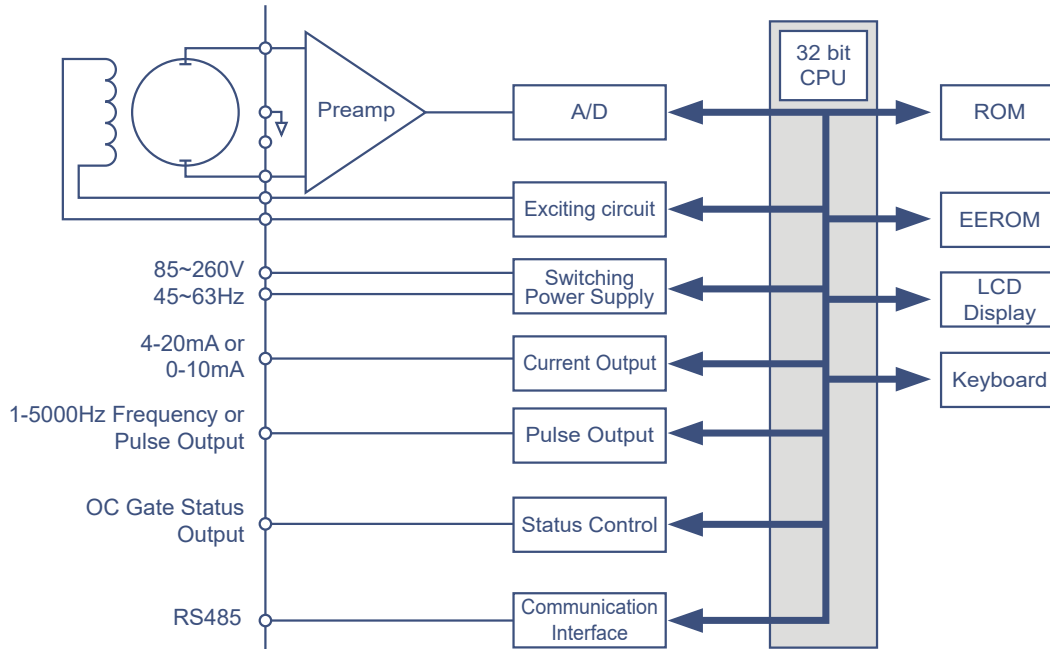 32 bit
CPU
Preamp
A/D
ROM
Exciting circuit
EEROM
85~260V
45~63Hz
Switching
Power Supply
LCD
Display
4-20mA or
0-10mA
Current Output
Keyboard
1-5000Hz Frequency or
Pulse Output
Pulse Output
OC Gate Status
Output
Status Control
RS485
Communication
Interface